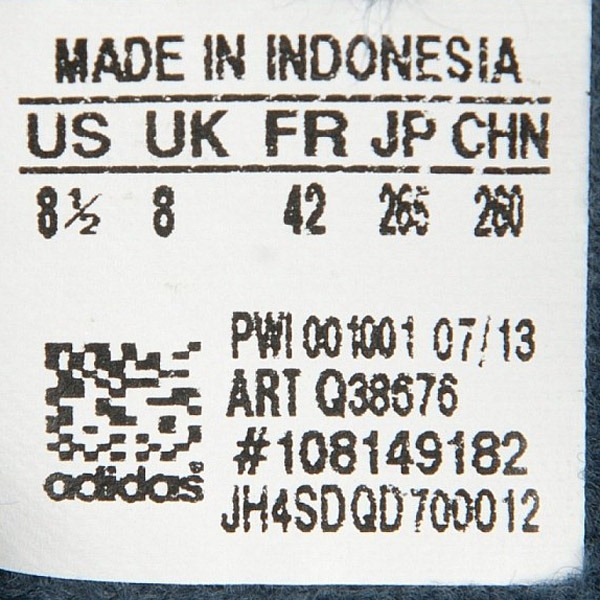 MADE IN INDONESIA
US UK FR JP CHN
8½ 8 42 265 260
PWI 001001 07/13
ART Q38676
#108149182
adidas®
JH4SDQD700012